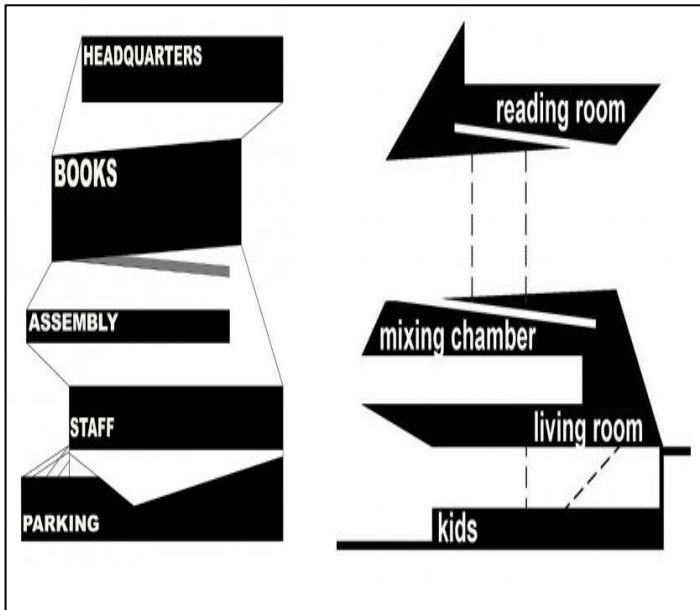 HEADQUARTERS
BOOKS
ASSEMBLY
STAFF
PARKING
reading room
mixing chamber
living room
kids